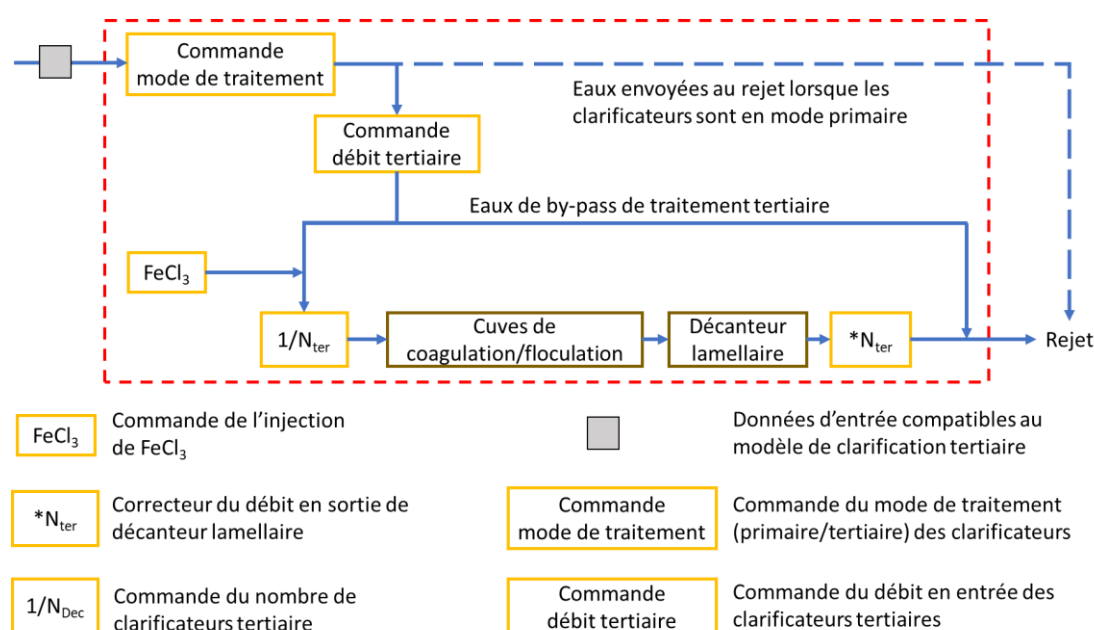 Commande
mode de traitement
Eaux envoyées au rejet lorsque les
clarificateurs sont en mode primaire
Commande
débit tertiaire
Eaux de by-pass de traitement tertiaire
FeCl₃
1/Nter
Cuves de
coagulation/floculation
Décanteur
lamellaire
*Nter
Rejet
FeCl₃
Commande de l'injection
de FeCl₃
Données d'entrée compatibles au
modèle de clarification tertiaire
*Nter
Correcteur du débit en sortie de
décanteur lamellaire
Commande
mode de traitement
Commande du mode de traitement
(primaire/tertiaire) des clarificateurs
1/NDec
Commande du nombre de
clarificateurs tertiaire
Commande
débit tertiaire
Commande du débit en entrée des
clarificateurs tertiaires